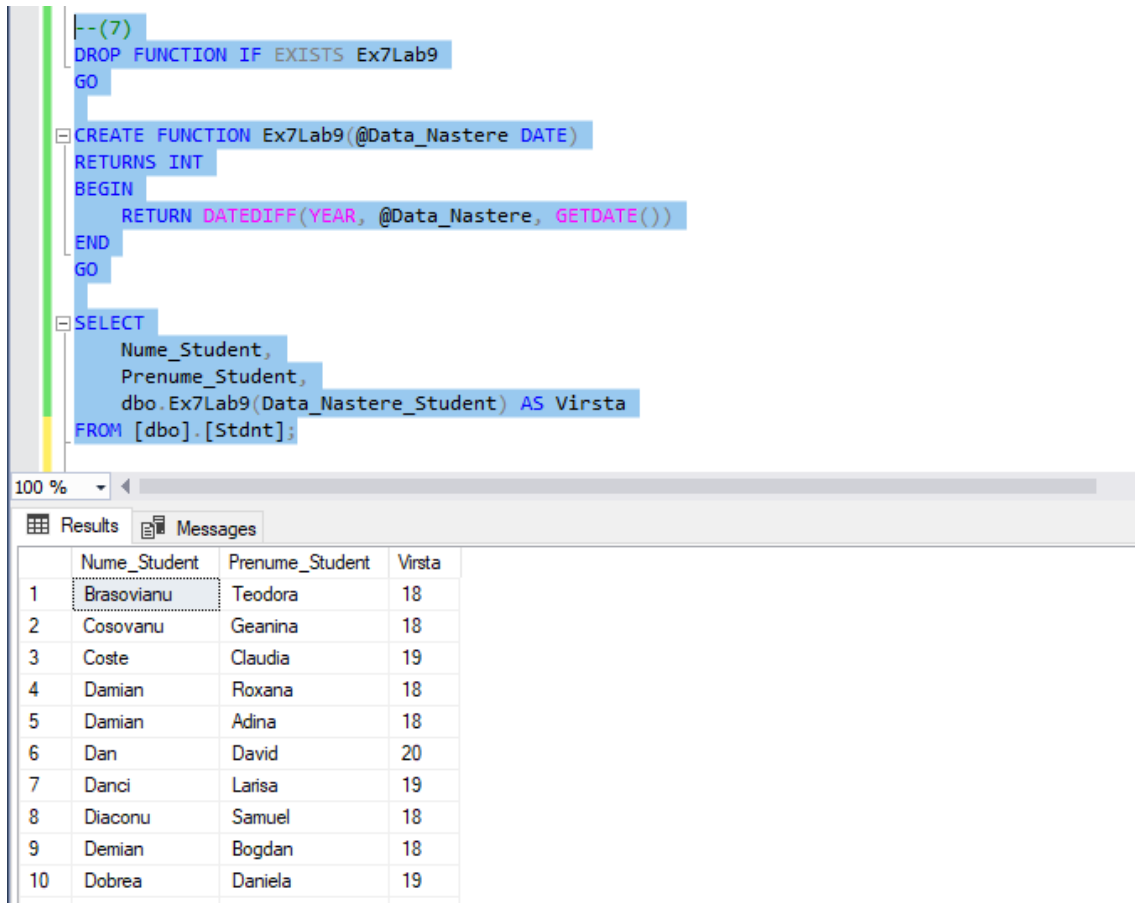 --(7)
DROP FUNCTION IF EXISTS Ex7Lab9
GO
CREATE FUNCTION Ex7Lab9(@Data_Nastere DATE)
RETURNS INT
BEGIN
RETURN DATEDIFF(YEAR, @Data_Nastere, GETDATE())
END
GO
SELECT
Nume_Student,
Prenume_Student,
dbo.Ex7Lab9(Data_Nastere_Student) AS Virsta
FROM [dbo].[Stdnt];
100 %
Results Messages
Nume_Student Prenume_Student Virsta
1 Brasovianu Teodora 18
2 Cosovanu Geanina 18
3 Coste Claudia 19
4 Damian Roxana 18
5 Damian Adina 18
6 Dan David 20
7 Danci Larisa 19
8 Diaconu Samuel 18
9 Demian Bogdan 18
10 Dobrea Daniela 19